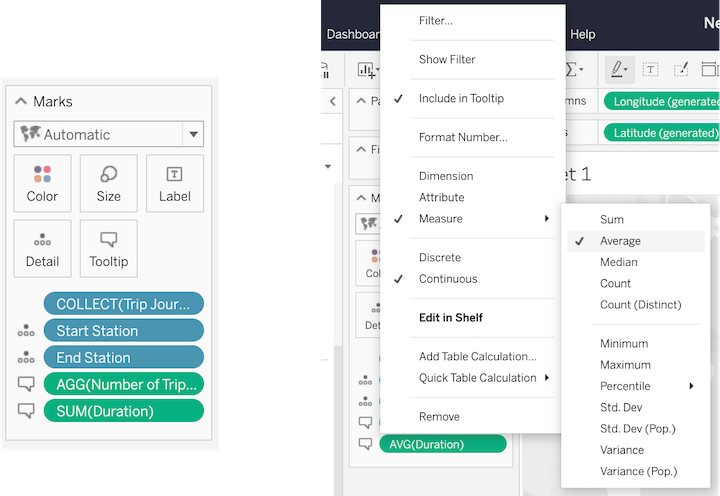 Marks
Automatic
Color
Size
Label
Detail
Tooltip
COLLECT(Trip Jour...
Start Station
End Station
AGG(Number of Trip...
SUM(Duration)
Dashboar
Help
Ne
Filter...
Show Filter
Include in Tooltip
Format Number...
Dimension
Attribute
Measure
Discrete
Continuous
Edit in Shelf
Add Table Calculation...
Quick Table Calculation
Remove
Pa
Fi
M
Col
Det
AVG(Duration)
mns
Longitude (generated)
s
Latitude (generated)
et 1
Sum
Average
Median
Count
Count (Distinct)
Minimum
Maximum
Percentile
Std. Dev
Std. Dev (Pop.)
Variance
Variance (Pop.)